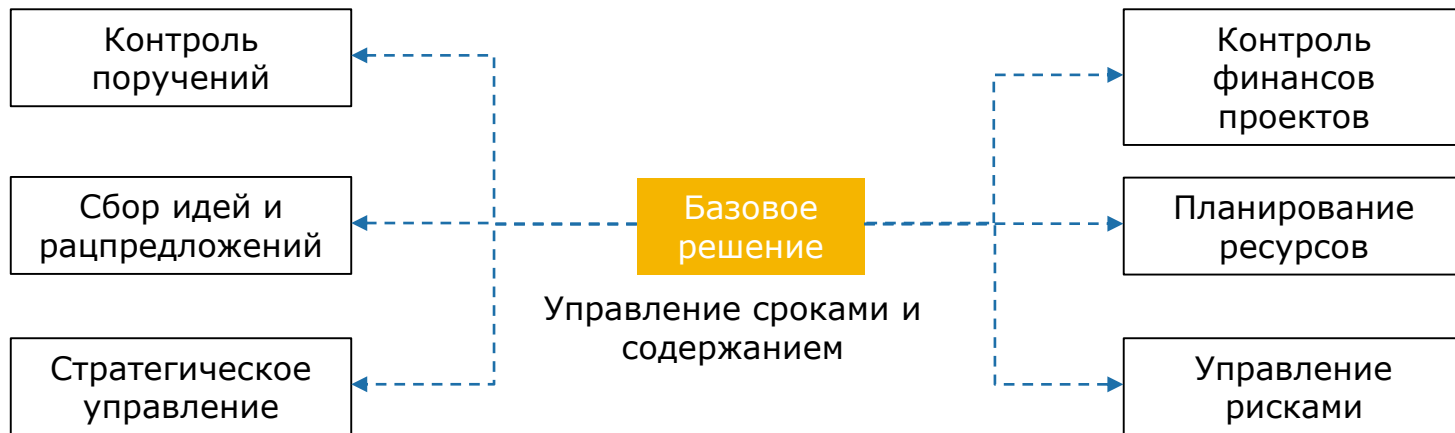 Контроль
поручений
Сбор идей и
рацпредложений
Стратегическое
управление
Базовое
решение
Управление сроками и
содержанием
Контроль
финансов
проектов
Планирование
ресурсов
Управление
рисками